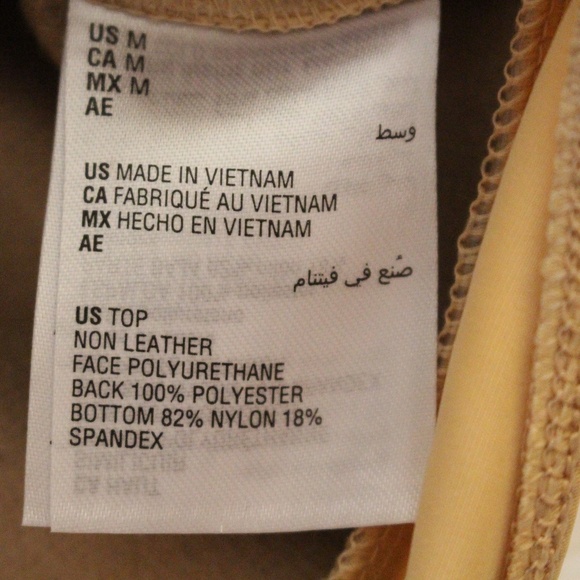 US M
CA M
MX M
AE
وسط
US MADE IN VIETNAM
CA FABRIQUÉ AU VIETNAM
MX HECHO EN VIETNAM
AE
صُنع في فيتنام
US TOP
NON LEATHER
FACE POLYURETHANE
BACK 100% POLYESTER
BOTTOM 82% NYLON 18%
SPANDEX